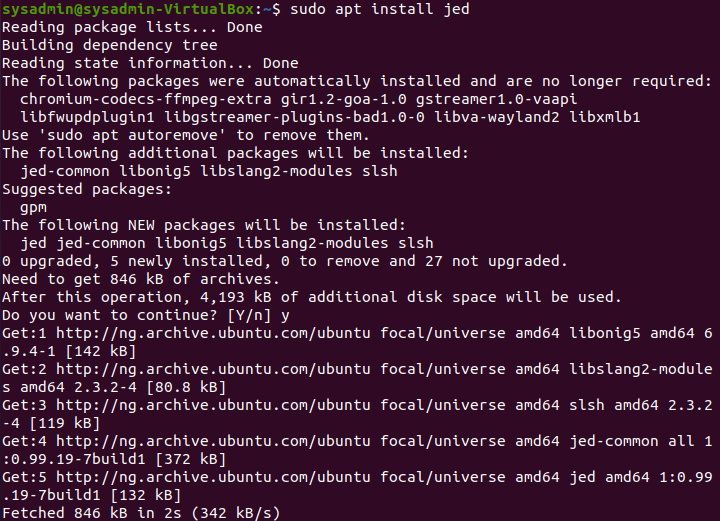 sysadmin@sysadmin-VirtualBox:~$ sudo apt install jed
Reading package lists... Done
Building dependency tree
Reading state information... Done
The following packages were automatically installed and are no longer required:
  chromium-codecs-ffmpeg-extra gir1.2-goa-1.0 gstreamer1.0-vaapi
  libfwupdplugin1 libgstreamer-plugins-bad1.0-0 libva-wayland2 libxmlb1
Use 'sudo apt autoremove' to remove them.
The following additional packages will be installed:
  jed-common libonig5 libslang2-modules slsh
Suggested packages:
  gpm
The following NEW packages will be installed:
  jed jed-common libonig5 libslang2-modules slsh
0 upgraded, 5 newly installed, 0 to remove and 27 not upgraded.
Need to get 846 kB of archives.
After this operation, 4,193 kB of additional disk space will be used.
Do you want to continue? [Y/n] y
Get:1 http://ng.archive.ubuntu.com/ubuntu focal/universe amd64 libonig5 amd64 6
.9.4-1 [142 kB]
Get:2 http://ng.archive.ubuntu.com/ubuntu focal/universe amd64 libslang2-module
s amd64 2.3.2-4 [80.8 kB]
Get:3 http://ng.archive.ubuntu.com/ubuntu focal/universe amd64 slsh amd64 2.3.2
-4 [119 kB]
Get:4 http://ng.archive.ubuntu.com/ubuntu focal/universe amd64 jed-common all 1
:0.99.19-7build1 [372 kB]
Get:5 http://ng.archive.ubuntu.com/ubuntu focal/universe amd64 jed amd64 1:0.99
.19-7build1 [132 kB]
Fetched 846 kB in 2s (342 kB/s)